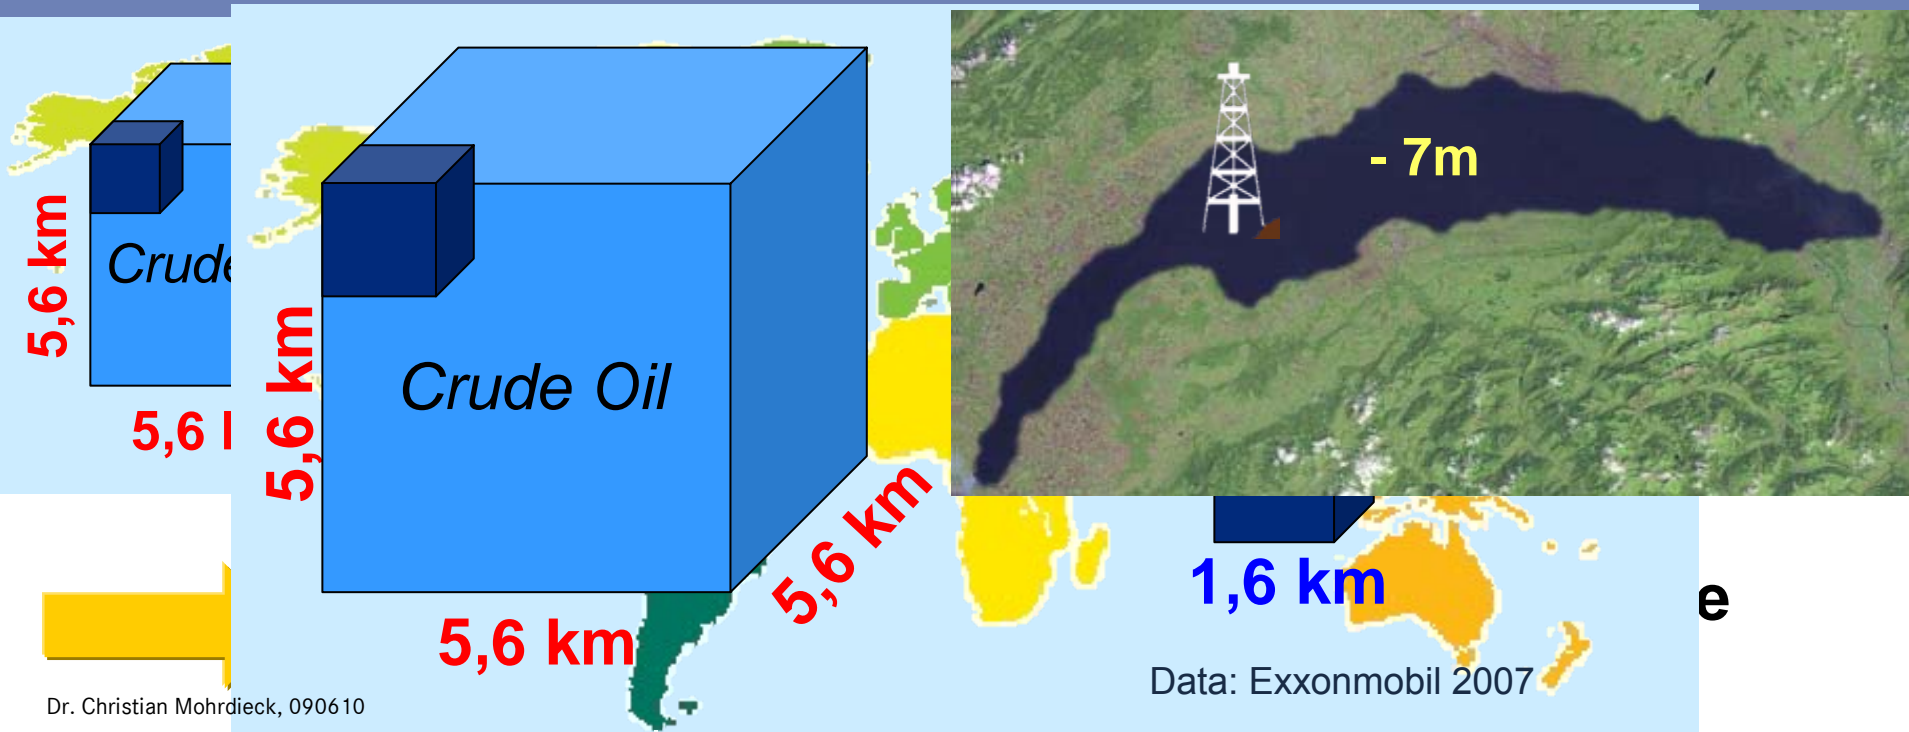 - 7m
5,6 km
Crude
5,6
5,6 km
Crude Oil
5,6 km
5,6 km
1,6 km
e
Data: Exxonmobil 2007
Dr. Christian Mohrdieck, 090610